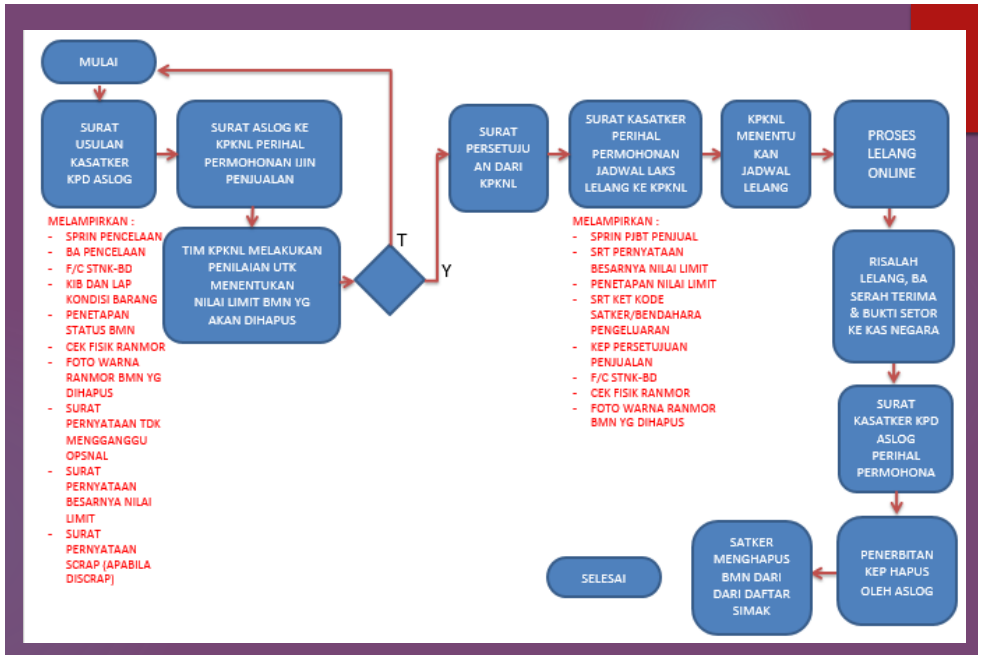 MULAI
SURAT
USULAN
KASATKER
KPD ASLOG
SURAT ASLOG KE
KPKNL PERIHAL
PERMOHONAN IJIN
PENJUALAN
MELAMPIRKAN :
- SPRIN PENCELAAN
- BA PENCELAAN
- F/C STNK-BD
- KIB DAN LAP
KONDISI BARANG
- PENETAPAN
STATUS BMN
- CEK FISIK RANMOR
- FOTO WARNA
RANMOR BMN YG
DIHAPUS
- SURAT
PERNYATAAN TDK
MENGGANGGU
OPSNAL
- SURAT
PERNYATAAN
BESARNYA NILAI
LIMIT
- SURAT
PERNYATAAN
SCRAP (APABILA
DISCRAP)
TIM KPKNL MELAKUKAN
PENILAIAN UTK
MENENTUKAN
NILAI LIMIT BMN YG
AKAN DIHAPUS
T
Y
SURAT
PERSETUJU
AN DARI
KPKNL
SURAT KASATKER
PERIHAL
PERMOHONAN
JADWAL LAKS
LELANG KE KPKNL
MELAMPIRKAN :
- SPRIN PJBT PENJUAL
- SRT PERNYATAAN
BESARNYA NILAI LIMIT
- PENETAPAN NILAI LIMIT
- SRT KET KODE
SATKER/BENDAHARA
PENGELUARAN
- KEP PERSETUJUAN
PENJUALAN
- F/C STNK-BD
- CEK FISIK RANMOR
- FOTO WARNA RANMOR
BMN YG DIHAPUS
KPKNL
MENENTU
KAN
JADWAL
LELANG
PROSES
LELANG
ONLINE
RISALAH
LELANG, BA
SERAH TERIMA
& BUKTI SETOR
KE KAS NEGARA
SURAT
KASATKER KPD
ASLOG
PERIHAL
PERMOHONA
PENERBITAN
KEP HAPUS
OLEH ASLOG
SATKER
MENGHAPUS
BMN DARI
DARI DAFTAR
SIMAK
SELESAI